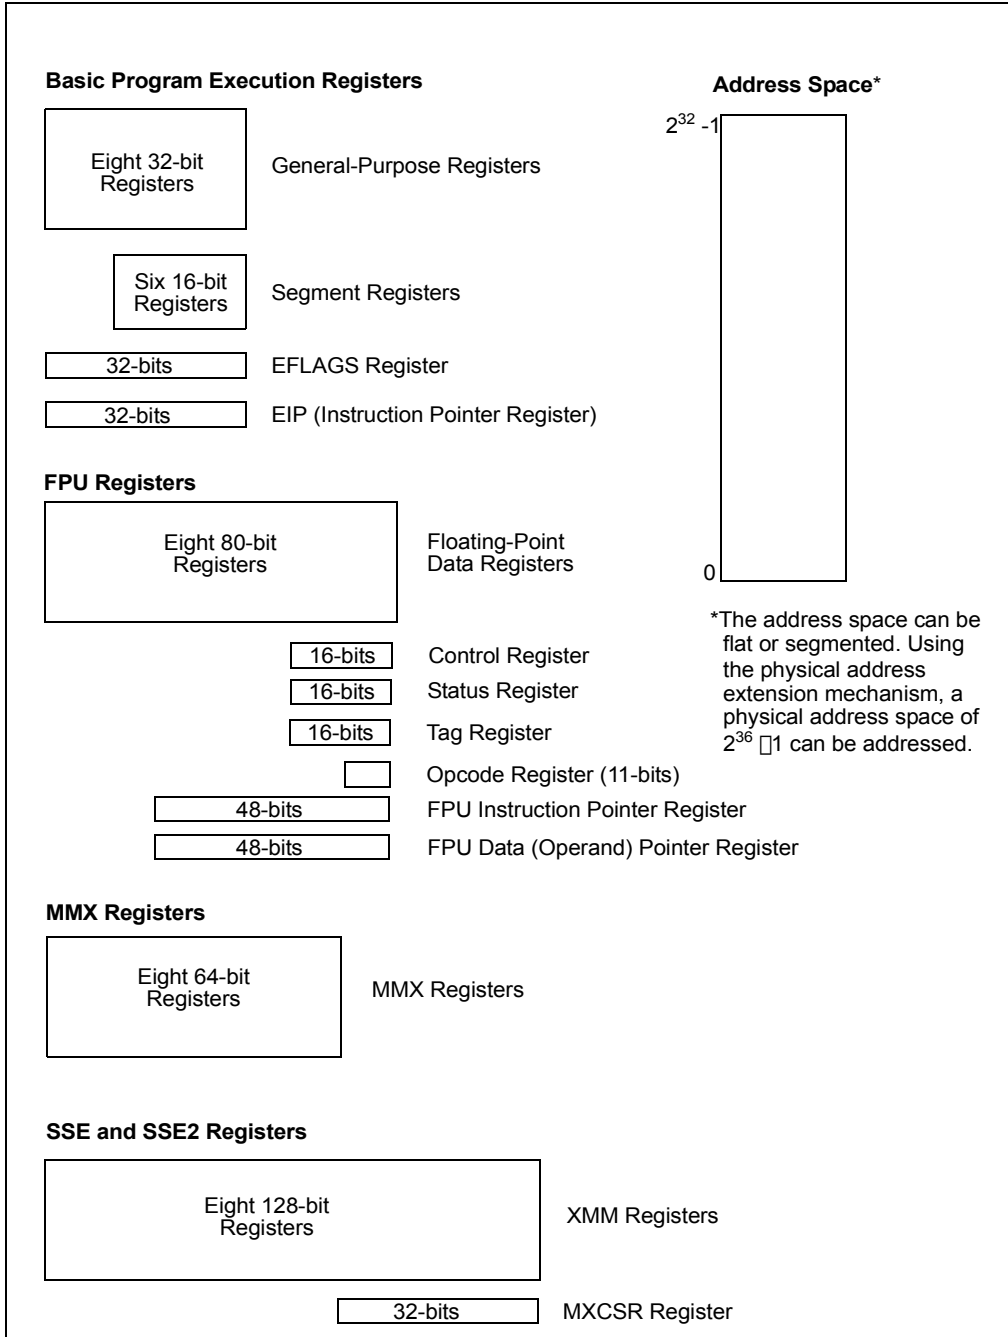 Basic Program Execution Registers
Eight 32-bit
Registers
General-Purpose Registers
Six 16-bit
Registers
Segment Registers
32-bits
EFLAGS Register
32-bits
EIP (Instruction Pointer Register)
Address Space*
2³² -1
0
*The address space can be
flat or segmented. Using
the physical address
extension mechanism, a
physical address space of
2³⁶ □1 can be addressed.
FPU Registers
Eight 80-bit
Registers
Floating-Point
Data Registers
16-bits
Control Register
16-bits
Status Register
16-bits
Tag Register
Opcode Register (11-bits)
48-bits
FPU Instruction Pointer Register
48-bits
FPU Data (Operand) Pointer Register
MMX Registers
Eight 64-bit
Registers
MMX Registers
SSE and SSE2 Registers
Eight 128-bit
Registers
XMM Registers
32-bits
MXCSR Register